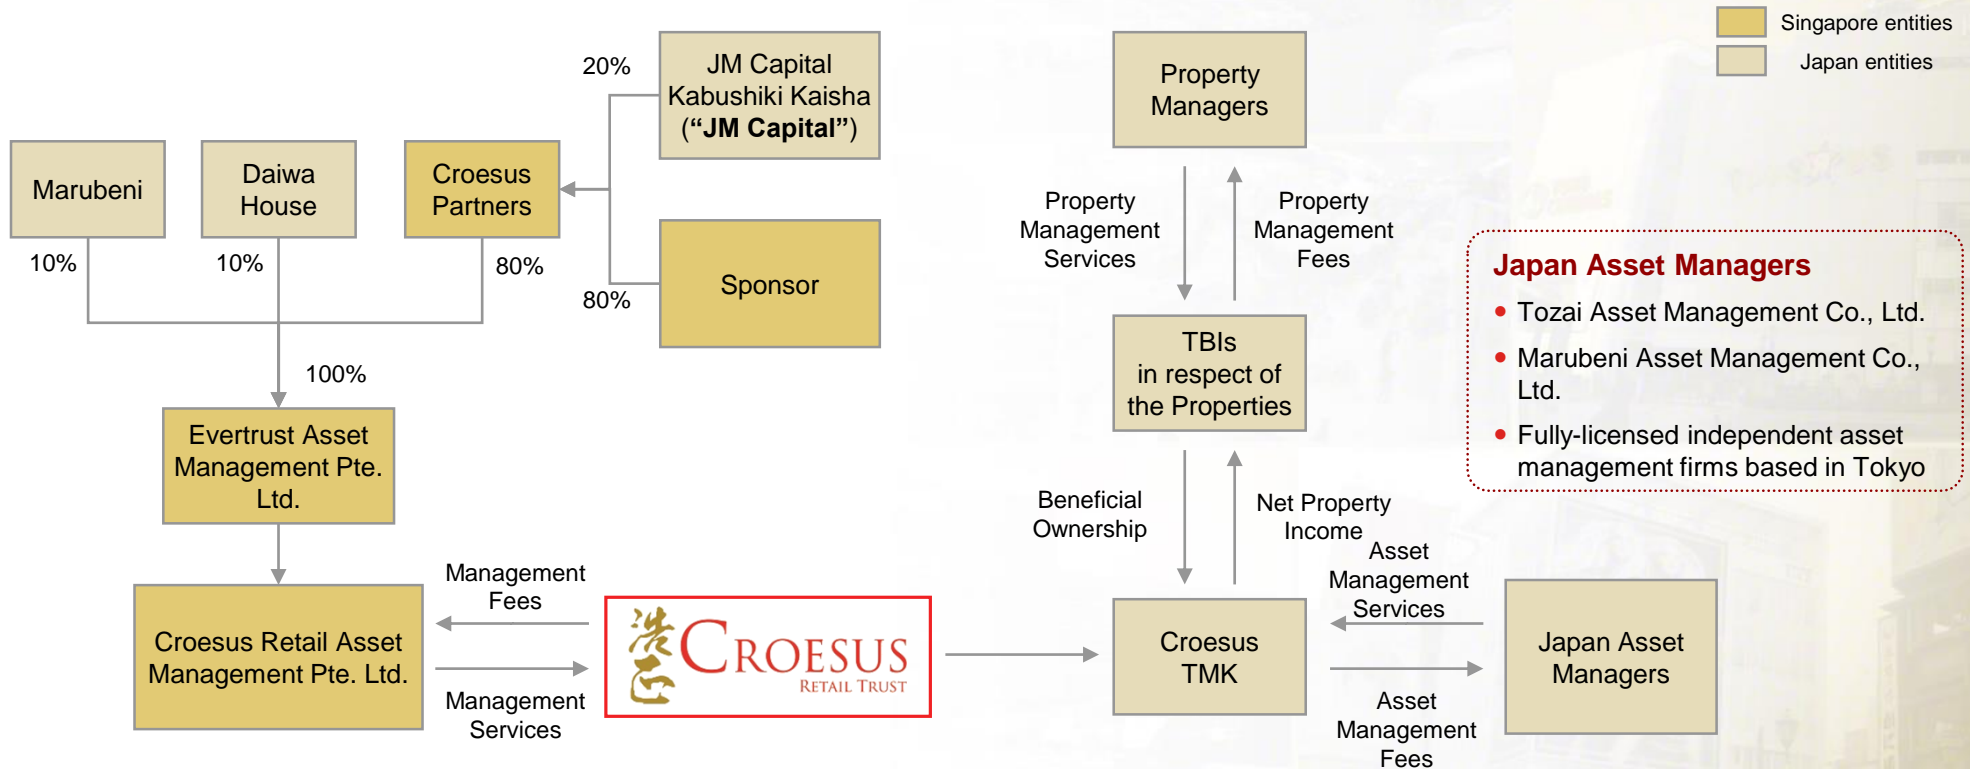 Singapore entities
Japan entities
20%
JM Capital
Kabushiki Kaisha
(“JM Capital”)
Marubeni
Daiwa
House
Croesus
Partners
Sponsor
10%
10%
80%
80%
100%
Evertrust Asset
Management Pte.
Ltd.
Croesus Retail Asset
Management Pte. Ltd.
Management
Fees
Management
Services
浩正
CROESUS
RETAIL TRUST
Property
Managers
Property
Management
Services
Property
Management
Fees
TBIs
in respect of
the Properties
Beneficial
Ownership
Net Property
Income
Croesus
TMK
Asset
Management
Services
Asset
Management
Fees
Japan Asset
Managers
Japan Asset Managers
• Tozai Asset Management Co., Ltd.
• Marubeni Asset Management Co.,
Ltd.
• Fully-licensed independent asset
management firms based in Tokyo